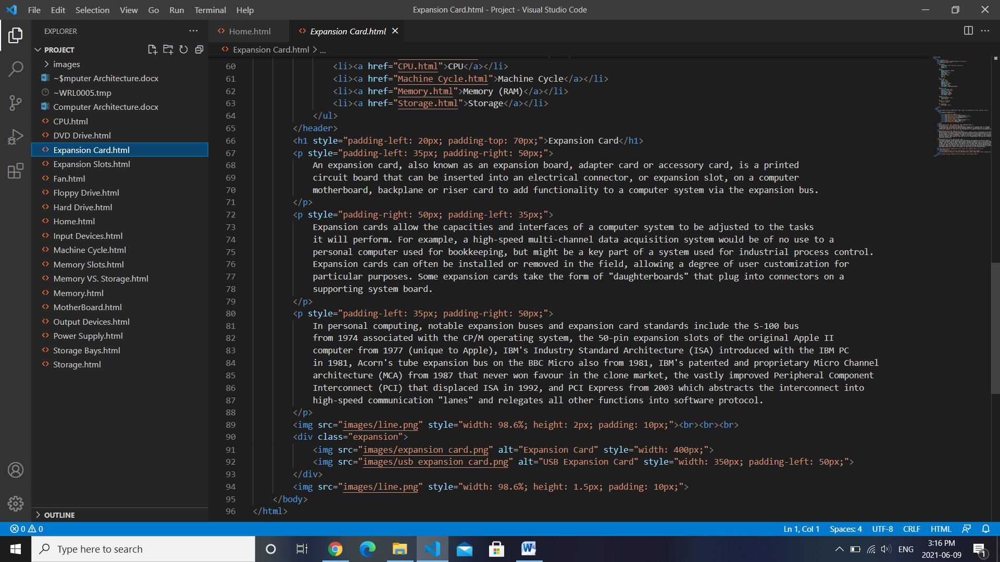 File Edit Selection View Go Run Terminal Help
Expansion Card.html - Project - Visual Studio Code
EXPLORER
Home.html
Expansion Card.html
PROJECT
Expansion Card.html > ...
images
~$mputer Architecture.docx
~WRL0005.tmp
Computer Architecture.docx
CPU.html
DVD Drive.html
Expansion Card.html
Expansion Slots.html
Fan.html
Floppy Drive.html
Hard Drive.html
Home.html
Input Devices.html
Machine Cycle.html
Memory Slots.html
Memory VS. Storage.html
Memory.html
MotherBoard.html
Output Devices.html
Power Supply.html
Storage Bays.html
Storage.html
OUTLINE
60 <li><a href="CPU.html">CPU</a></li>
61 <li><a href="Machine Cycle.html">Machine Cycle</a></li>
62 <li><a href="Memory.html">Memory (RAM)</a></li>
63 <li><a href="Storage.html">Storage</a></li>
64 </ul>
65 </header>
66 <h1 style="padding-left: 20px; padding-top: 70px;">Expansion Card</h1>
67 <p style="padding-left: 35px; padding-right: 50px;">
68 An expansion card, also known as an expansion board, adapter card or accessory card, is a printed
69 circuit board that can be inserted into an electrical connector, or expansion slot, on a computer
70 motherboard, backplane or riser card to add functionality to a computer system via the expansion bus.
71 </p>
72 <p style="padding-right: 50px; padding-left: 35px;">
73 Expansion cards allow the capacities and interfaces of a computer system to be adjusted to the tasks
74 it will perform. For example, a high-speed multi-channel data acquisition system would be of no use to a
75 personal computer used for bookkeeping, but might be a key part of a system used for industrial process control.
76 Expansion cards can often be installed or removed in the field, allowing a degree of user customization for
77 particular purposes. Some expansion cards take the form of "daughterboards" that plug into connectors on a
78 supporting system board.
79 </p>
80 <p style="padding-left: 35px; padding-right: 50px;">
81 In personal computing, notable expansion buses and expansion card standards include the S-100 bus
82 from 1974 associated with the CP/M operating system, the 50-pin expansion slots of the original Apple II
83 computer from 1977 (unique to Apple), IBM's Industry Standard Architecture (ISA) introduced with the IBM PC
84 in 1981, Acorn's tube expansion bus on the BBC Micro also from 1981, IBM's patented and proprietary Micro Channel
85 architecture (MCA) from 1987 that never won favour in the clone market, the vastly improved Peripheral Component
86 Interconnect (PCI) that displaced ISA in 1992, and PCI Express from 2003 which abstracts the interconnect into
87 high-speed communication "lanes" and relegates all other functions into software protocol.
88 </p>
89 <img src="images/line.png" style="width: 98.6%; height: 2px; padding: 10px;"><br><br><br>
90 <div class="expansion">
91 <img src="images/expansion card.png" alt="Expansion Card" style="width: 400px;">
92 <img src="images/usb expansion card.png" alt="USB Expansion Card" style="width: 350px; padding-left: 50px;">
93 </div>
94 <img src="images/line.png" style="width: 98.6%; height: 1.5px; padding: 10px;">
95 </body>
96 </html>
0 0
Ln 1, Col 1 Spaces: 4 UTF-8 CRLF HTML
Type here to search
ENG
3:16 PM
2021-06-09
1